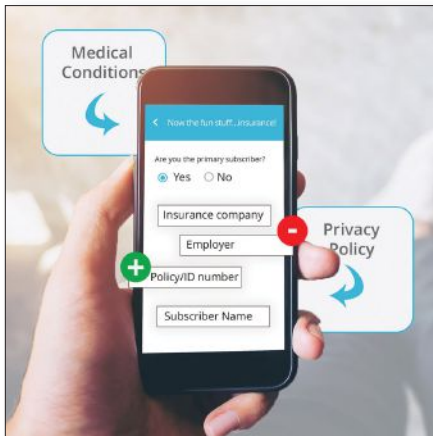 Medical
Conditions
Now the fun stuff...insurance!
Are you the primary subscriber?
Yes No
Insurance company
Employer
Policy/ID number
Subscriber Name
Privacy
Policy